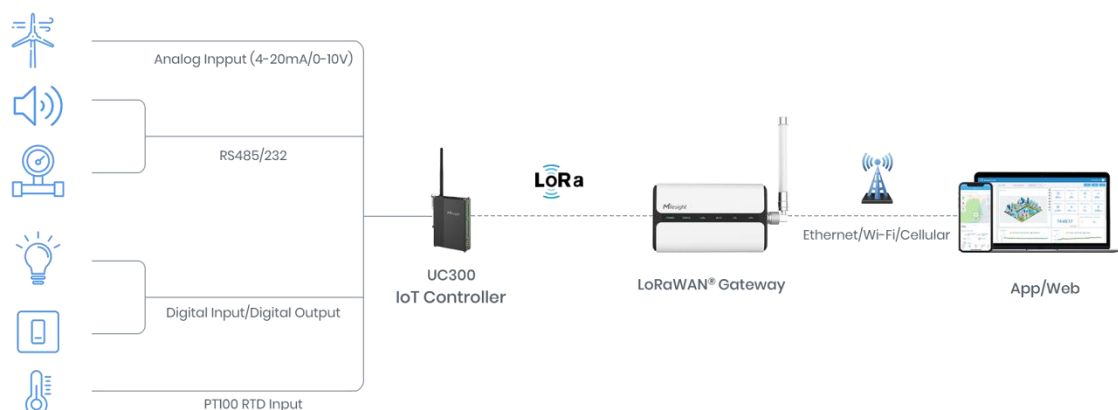 Analog Inpput (4-20mA/0-10V)
RS485/232
LoRa
Milesight
Ethernet/Wi-Fi/Cellular
UC300
IoT Controller
LoRaWAN® Gateway
App/Web
Digital Input/Digital Output
PT100 RTD Input